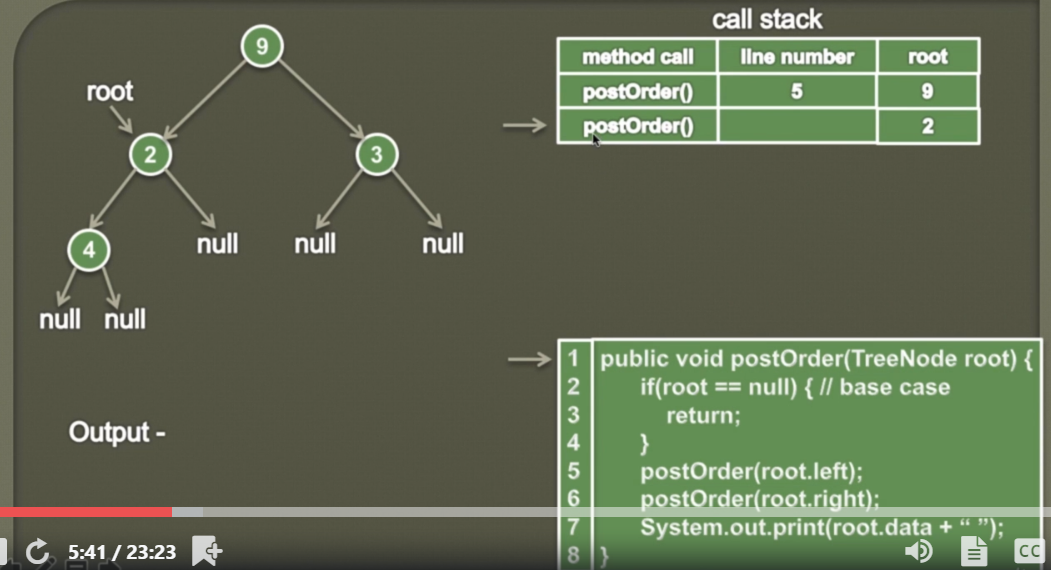 call stack
method call line number root
postOrder() 5 9
postOrder() 2
9
root
2 3
4 null null null
null null
Output -
1 public void postOrder(TreeNode root) {
2 if(root == null) { // base case
3 return;
4 }
5 postOrder(root.left);
6 postOrder(root.right);
7 System.out.print(root.data + “ ”);
8 }
5:41 / 23:23
CC